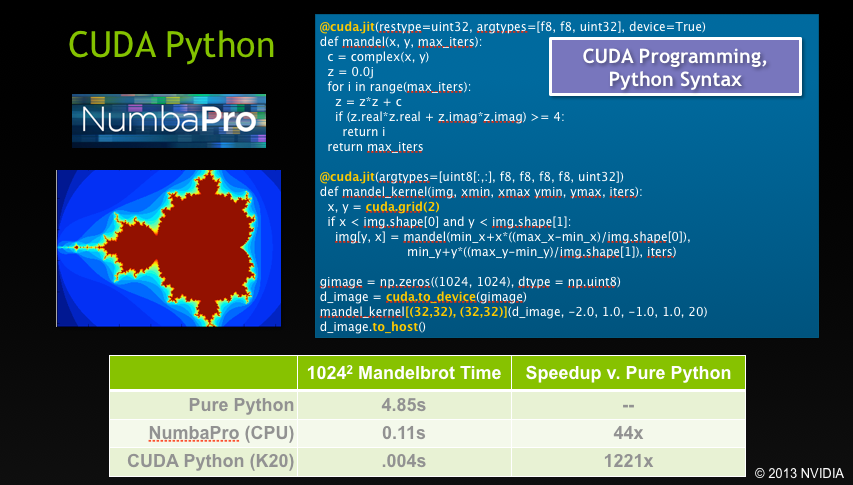 CUDA Python
NumbaPro
@cuda.jit(restype=uint32, argtypes=[f8, f8, uint32], device=True)
def mandel(x, y, max_iters):
  c = complex(x, y)
  z = 0.0j
  for i in range(max_iters):
    z = z*z + c
    if (z.real*z.real + z.imag*z.imag) >= 4:
      return i
  return max_iters
CUDA Programming,
Python Syntax
@cuda.jit(argtypes=[uint8[:,:], f8, f8, f8, f8, uint32])
def mandel_kernel(img, xmin, xmax ymin, ymax, iters):
  x, y = cuda.grid(2)
  if x < img.shape[0] and y < img.shape[1]:
    img[y, x] = mandel(min_x+x*((max_x-min_x)/img.shape[0]),
                min_y+y*((max_y-min_y)/img.shape[1]), iters)
gimage = np.zeros((1024, 1024), dtype = np.uint8)
d_image = cuda.to_device(gimage)
mandel_kernel[(32,32), (32,32)](d_image, -2.0, 1.0, -1.0, 1.0, 20)
d_image.to_host()
1024² Mandelbrot Time Speedup v. Pure Python
Pure Python 4.85s --
NumbaPro (CPU) 0.11s 44x
CUDA Python (K20) .004s 1221x
© 2013 NVIDIA